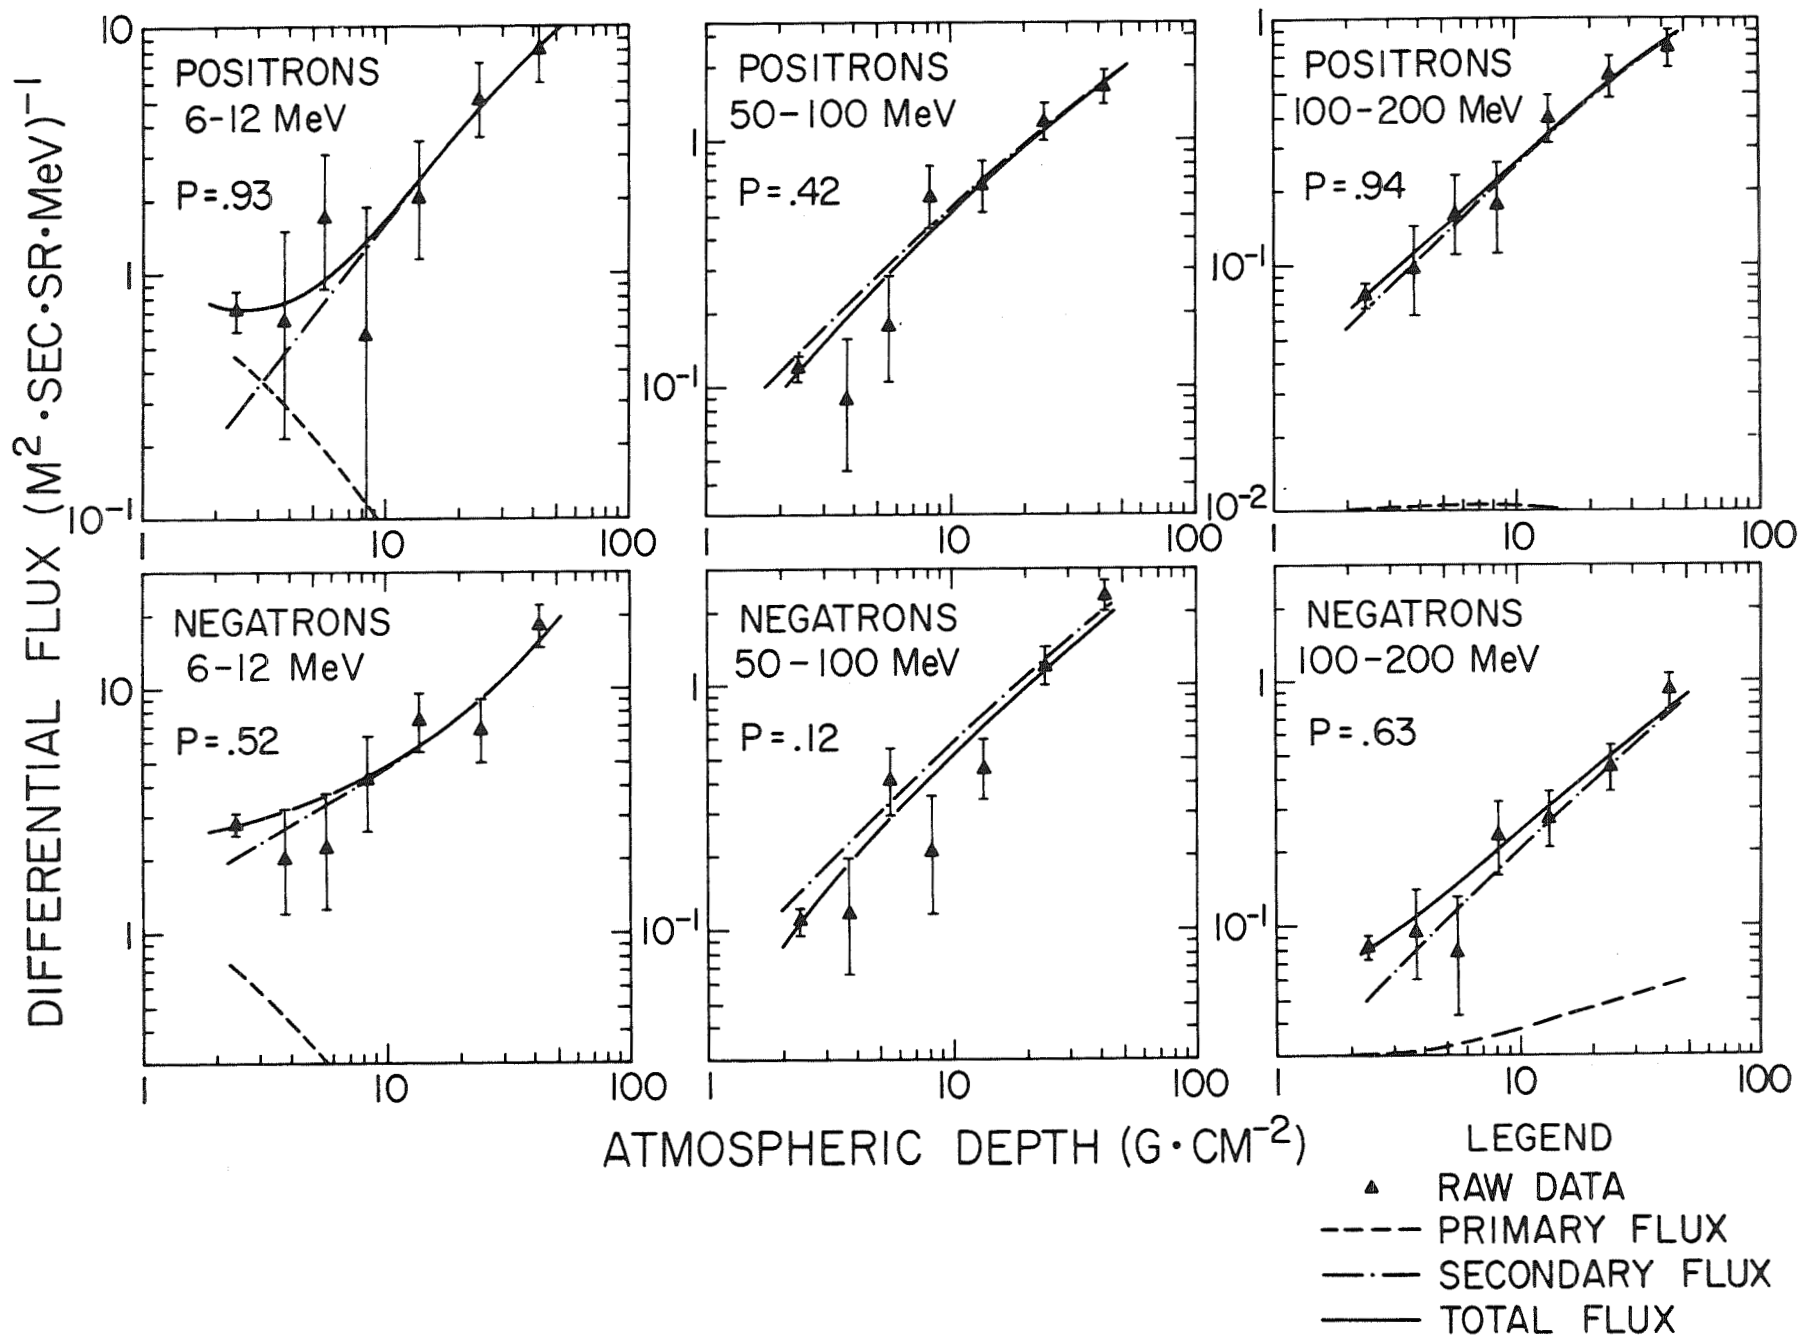 DIFFERENTIAL FLUX (M²·SEC·SR·MeV)⁻¹
POSITRONS
6-12 MeV
P=.93
10
1
10⁻¹
1 10 100
POSITRONS
50-100 MeV
P=.42
1
10⁻¹
1 10 100
POSITRONS
100-200 MeV
P=.94
1
10⁻¹
10⁻²
1 10 100
NEGATRONS
6-12 MeV
P=.52
10
1
1 10 100
NEGATRONS
50-100 MeV
P=.12
1
10⁻¹
1 10 100
NEGATRONS
100-200 MeV
P=.63
1
10⁻¹
1 10 100
ATMOSPHERIC DEPTH (G·CM⁻²)
LEGEND
RAW DATA
PRIMARY FLUX
SECONDARY FLUX
TOTAL FLUX